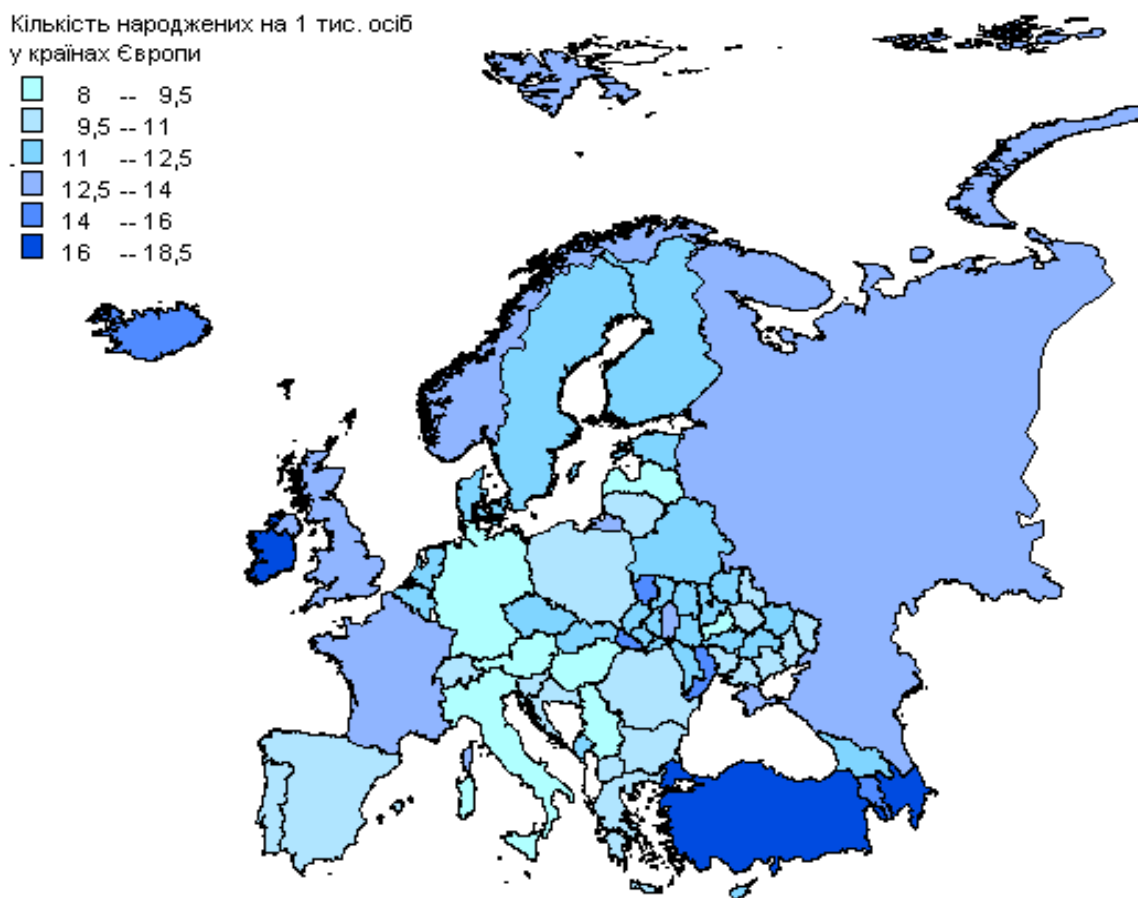 Кількість народжених на 1 тис. осіб
у країнах Європи
8 -- 9,5
9,5 -- 11
11 -- 12,5
12,5 -- 14
14 -- 16
16 -- 18,5